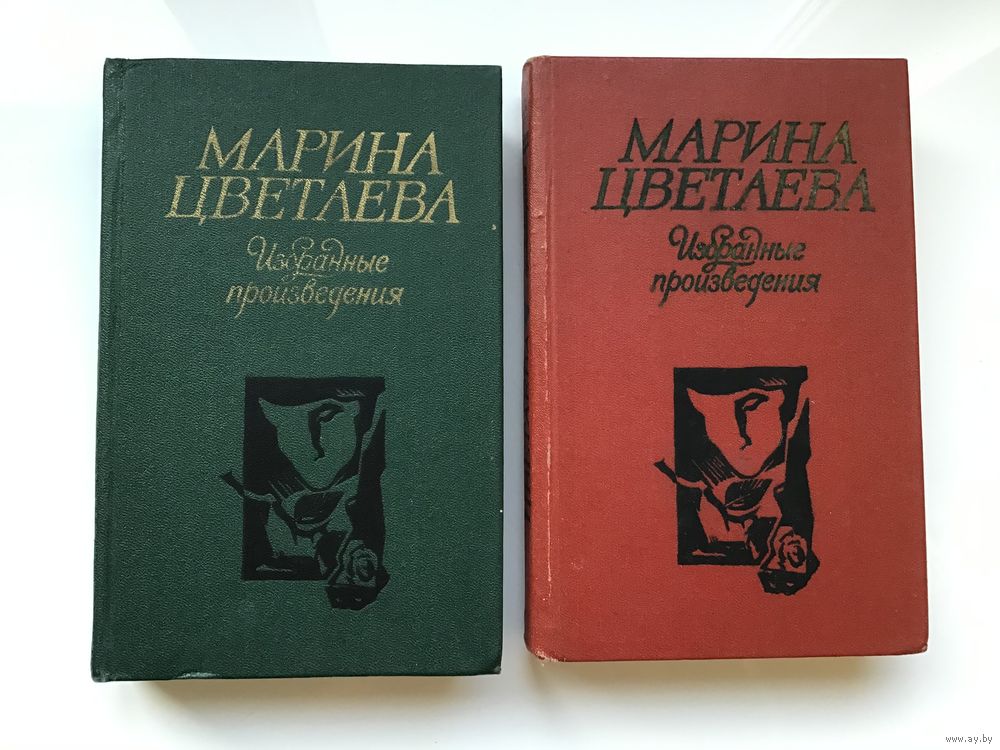 МАРИНА
ЦВЕТАЕВА
Избранные
произведения
МАРИНА
ЦВЕТАЕВА
Избранные
произведения
www.ay.by